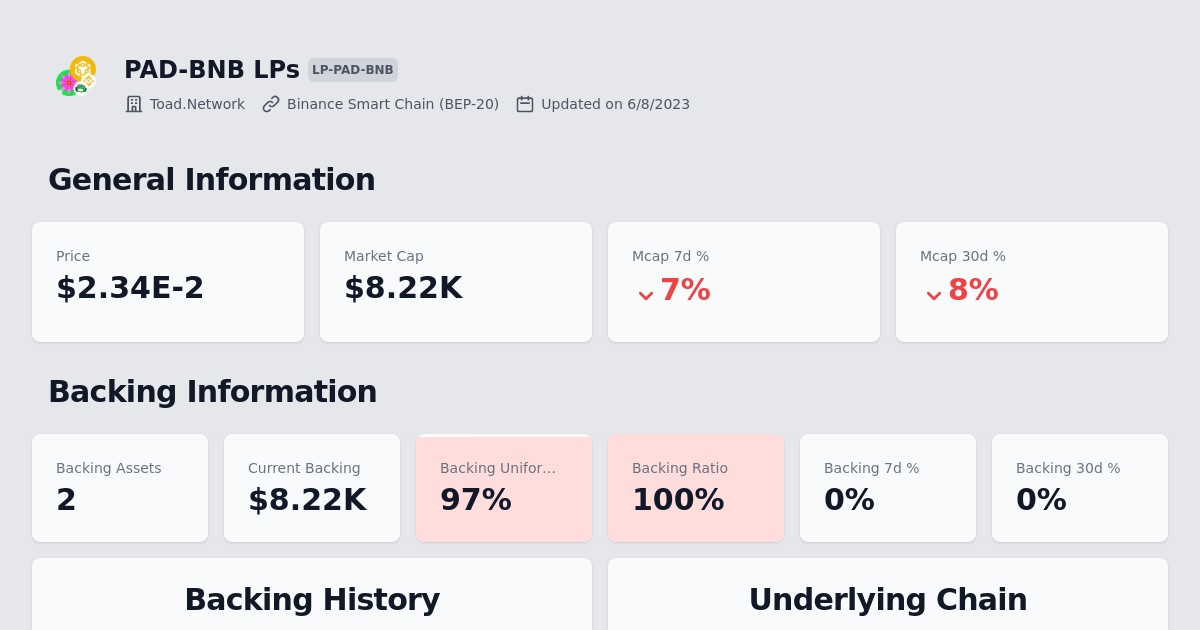 PAD-BNB LPs LP-PAD-BNB
Toad.Network Binance Smart Chain (BEP-20) Updated on 6/8/2023
General Information
Price Market Cap Mcap 7d % Mcap 30d %
$2.34E-2 $8.22K 7% 8%
Backing Information
Backing Assets Current Backing Backing Unifor... Backing Ratio Backing 7d % Backing 30d %
2 $8.22K 97% 100% 0% 0%
Backing History Underlying Chain